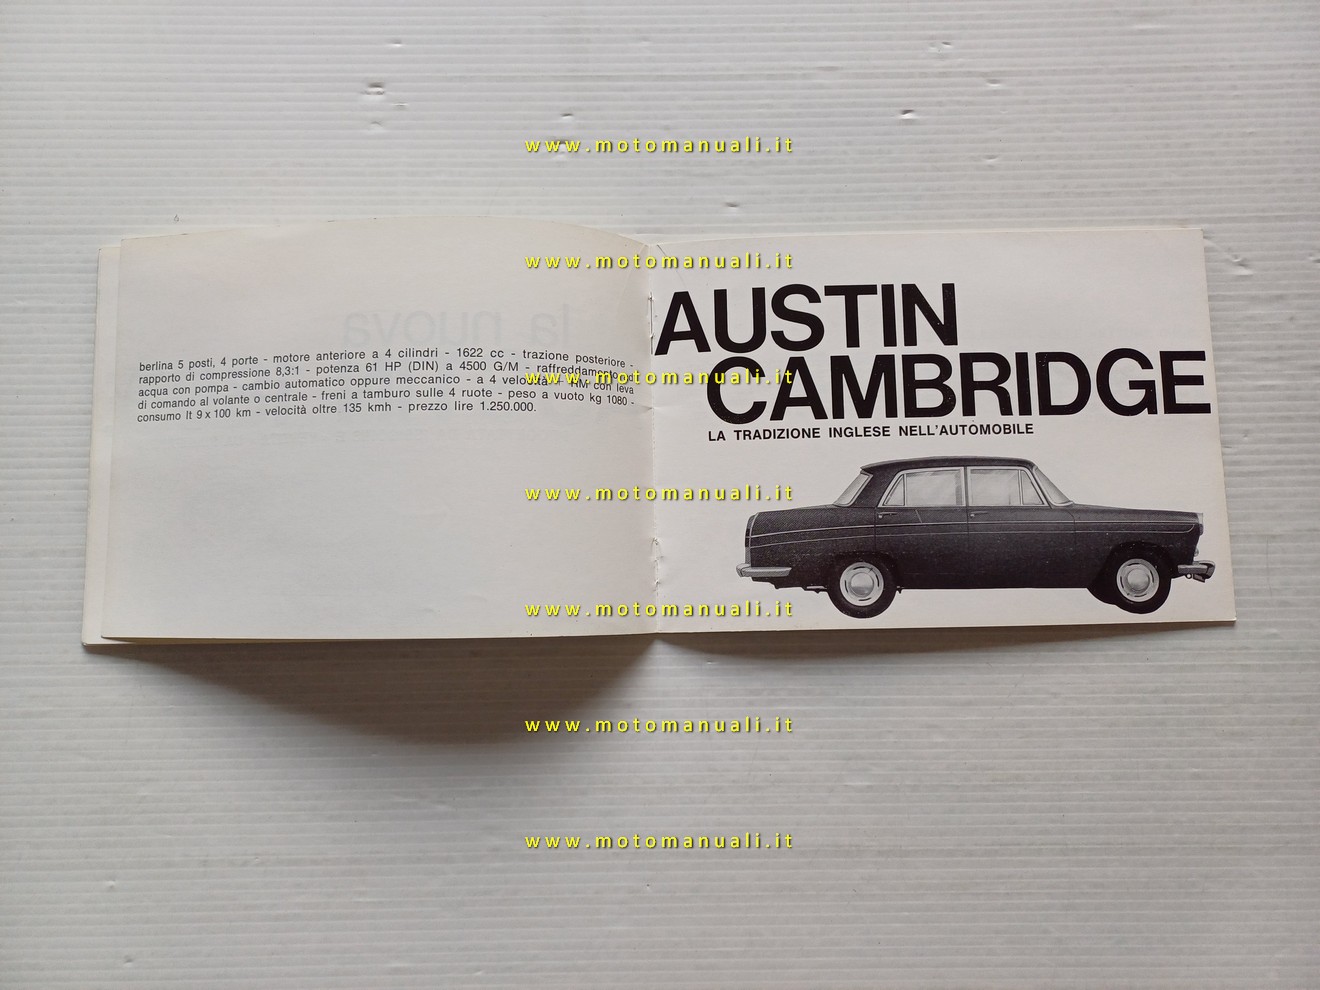 www.motomanuali.it
www.motomanuali.it
la nuova
berlina 5 posti, 4 porte - motore anteriore a 4 cilindri - 1622 cc - trazione posteriore -
rapporto di compressione 8,3:1 - potenza 61 HP (DIN) a 4500 G/M - raffreddamento ad
acqua con pompa - cambio automatico oppure meccanico - a 4 velocità + RM con leva
di comando al volante o centrale - freni a tamburo sulle 4 ruote - peso a vuoto kg 1080 -
consumo lt 9 x 100 km - velocità oltre 135 kmh - prezzo lire 1.250.000.
AUSTIN
CAMBRIDGE
LA TRADIZIONE INGLESE NELL'AUTOMOBILE
www.motomanuali.it
www.motomanuali.it
www.motomanuali.it
www.motomanuali.it
www.motomanuali.it